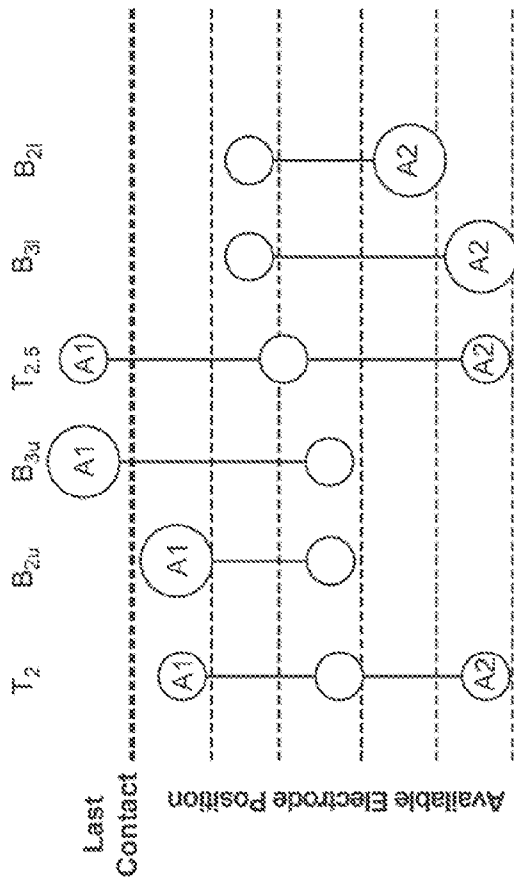 T2 B2u B3u T2.5 B3l B2l
Last
Contact
A1 A1 A1 A1
A2 A2 A2 A2
Available Electrode Position